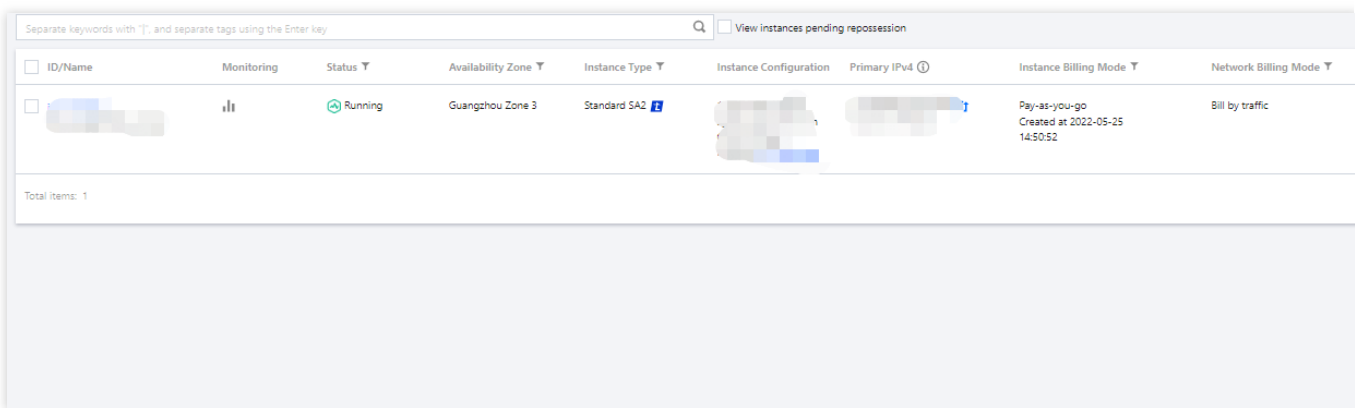 Separate keywords with "|", and separate tags using the Enter key
View instances pending repossession
ID/Name Monitoring Status Availability Zone Instance Type Instance Configuration Primary IPv4 Instance Billing Mode Network Billing Mode
Running Guangzhou Zone 3 Standard SA2 Pay-as-you-go Bill by traffic
Created at 2022-05-25
14:50:52
Total items: 1